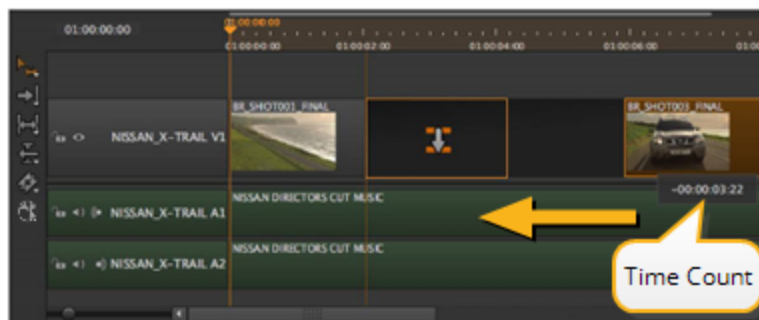 01:00:00:00
01:00:00:00
01:00:00:00 01:00:02:00 01:00:04:00 01:00:06:00 01:00
BR_SHOT001_FINAL
BR_SHOT003_FINAL
NISSAN_X-TRAIL V1
-00:00:03:22
NISSAN DIRECTORS CUT MUSIC
NISSAN_X-TRAIL A1
NISSAN DIRECTORS CUT MUSIC
NISSAN_X-TRAIL A2
Time Count